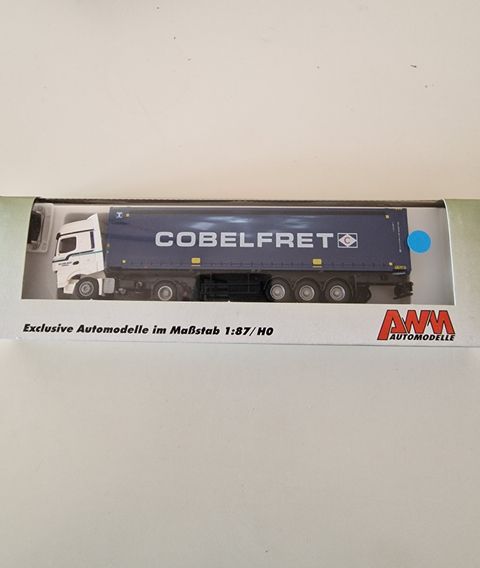 COBELFRET
C
Exclusive Automodelle im Maßstab 1:87/H0
AWM
AUTOMODELLE